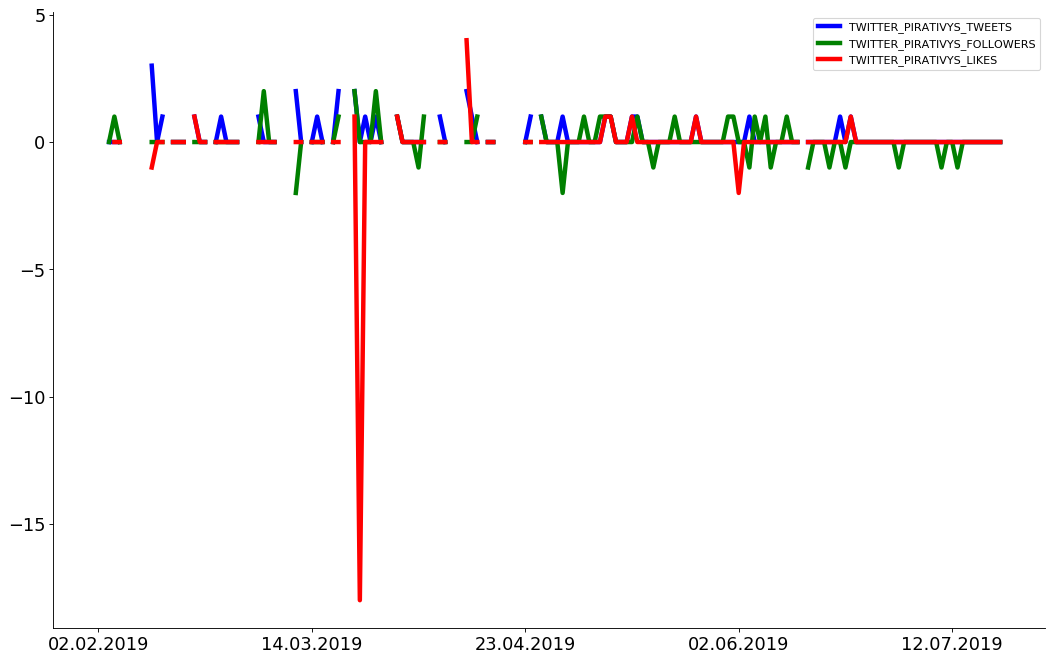 5
0
−5
−10
−15
02.02.2019 14.03.2019 23.04.2019 02.06.2019 12.07.2019
TWITTER_PIRATIVYS_TWEETS
TWITTER_PIRATIVYS_FOLLOWERS
TWITTER_PIRATIVYS_LIKES